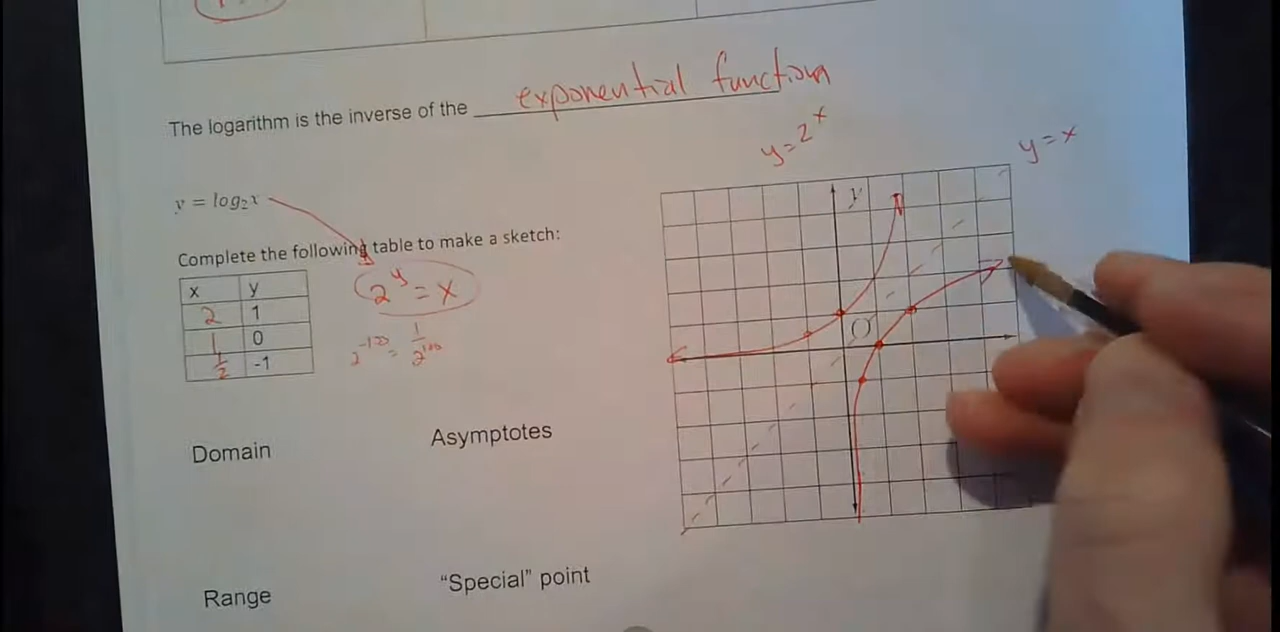 The logarithm is the inverse of the exponential function
y = 2^x
y = x
y = log₂x
Complete the following table to make a sketch:
x y
2 1
1 0
1/2 -1
2^y = x
2^-100 = 1/2^100
y
O
Domain
Asymptotes
Range
"Special" point